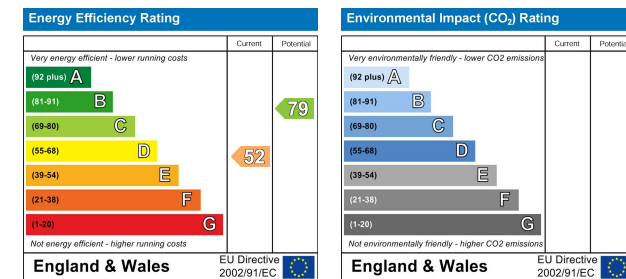 Energy Efficiency Rating
Current Potential
Very energy efficient - lower running costs
(92 plus) A
(81-91) B
(69-80) C
(55-68) D
(39-54) E
(21-38) F
(1-20) G
79
52
Not energy efficient - higher running costs
England & Wales
EU Directive
2002/91/EC
Environmental Impact (CO2) Rating
Current Potential
Very environmentally friendly - lower CO2 emissions
(92 plus) A
(81-91) B
(69-80) C
(55-68) D
(39-54) E
(21-38) F
(1-20) G
Not environmentally friendly - higher CO2 emissions
England & Wales
EU Directive
2002/91/EC